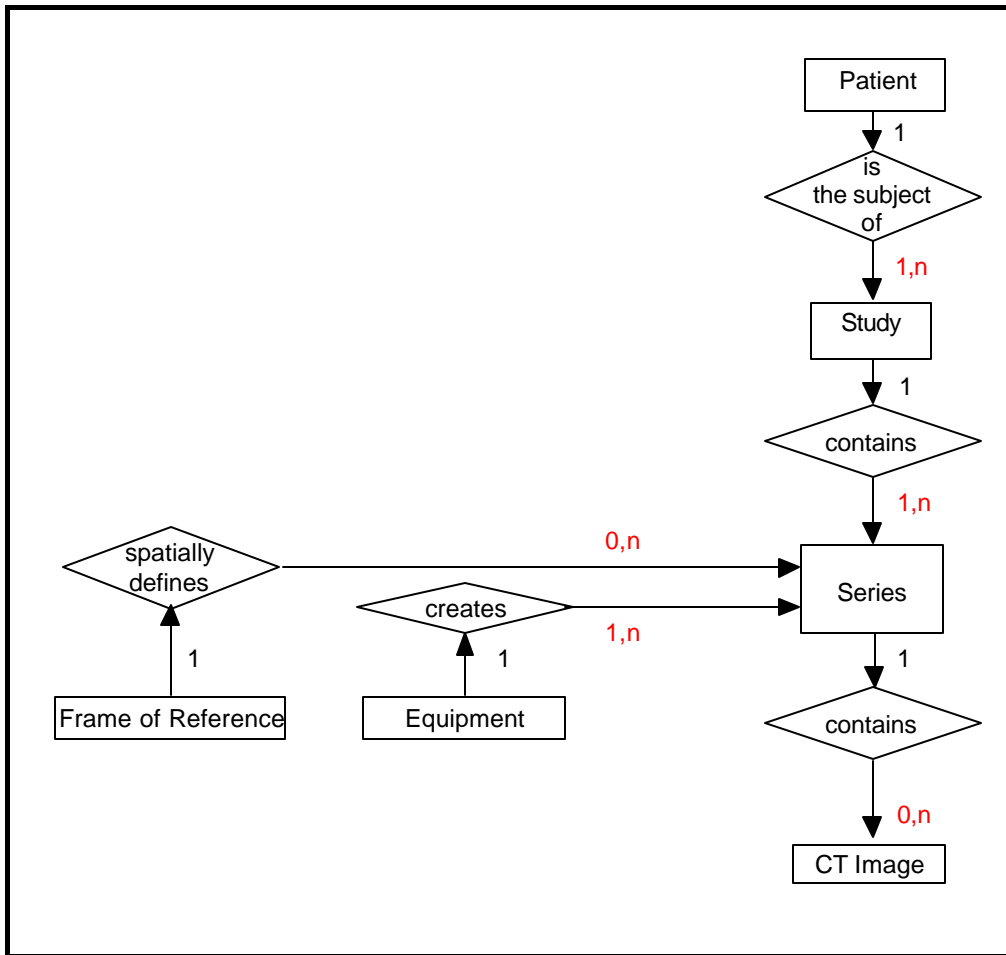 Patient
1
is
the subject
of
1,n
Study
1
contains
1,n
spatially
defines
0,n
creates
1,n
Series
1
1
1
Frame of Reference
Equipment
contains
0,n
CT Image